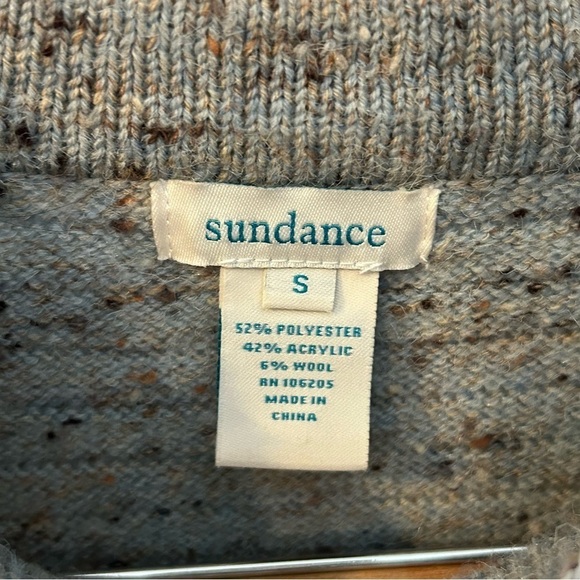 sundance
S
52% POLYESTER
42% ACRYLIC
6% WOOL
RN 106205
MADE IN
CHINA